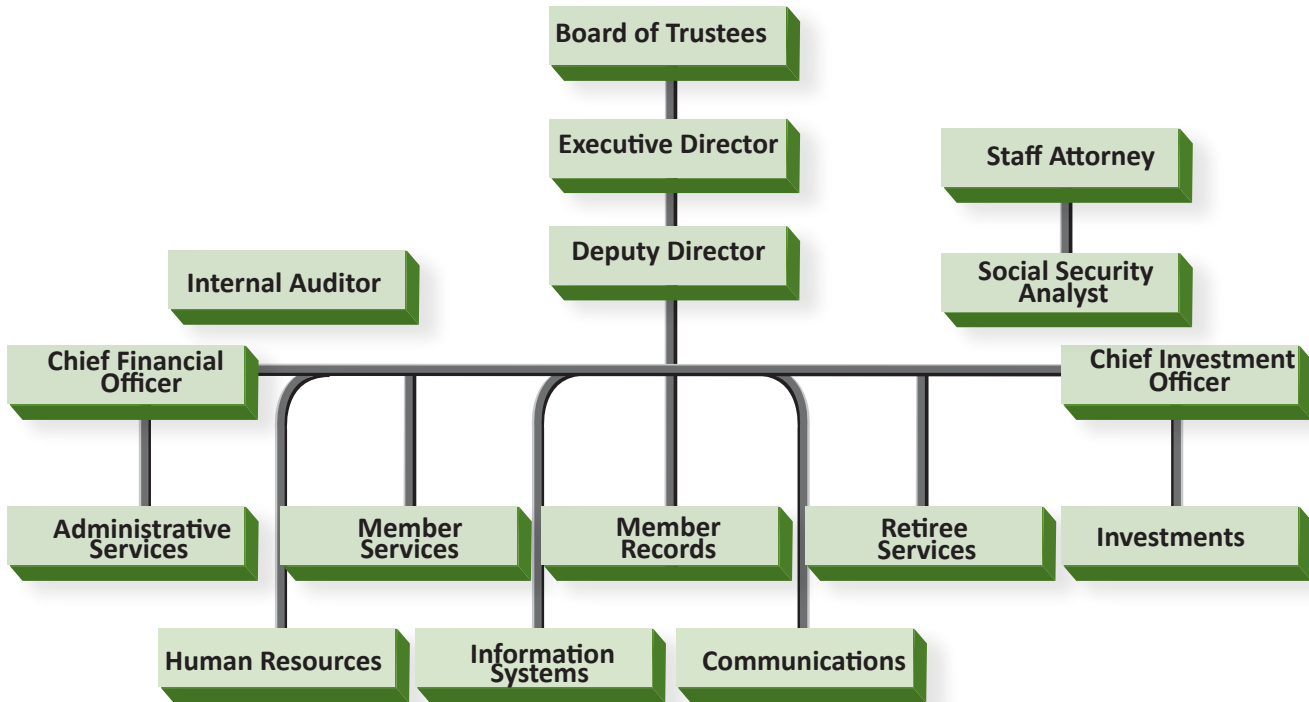 Board of Trustees
Executive Director
Staff Attorney
Deputy Director
Social Security
Analyst
Internal Auditor
Chief Financial
Officer
Chief Investment
Officer
Administrative
Services
Member
Services
Member
Records
Retiree
Services
Investments
Human Resources
Information
Systems
Communications